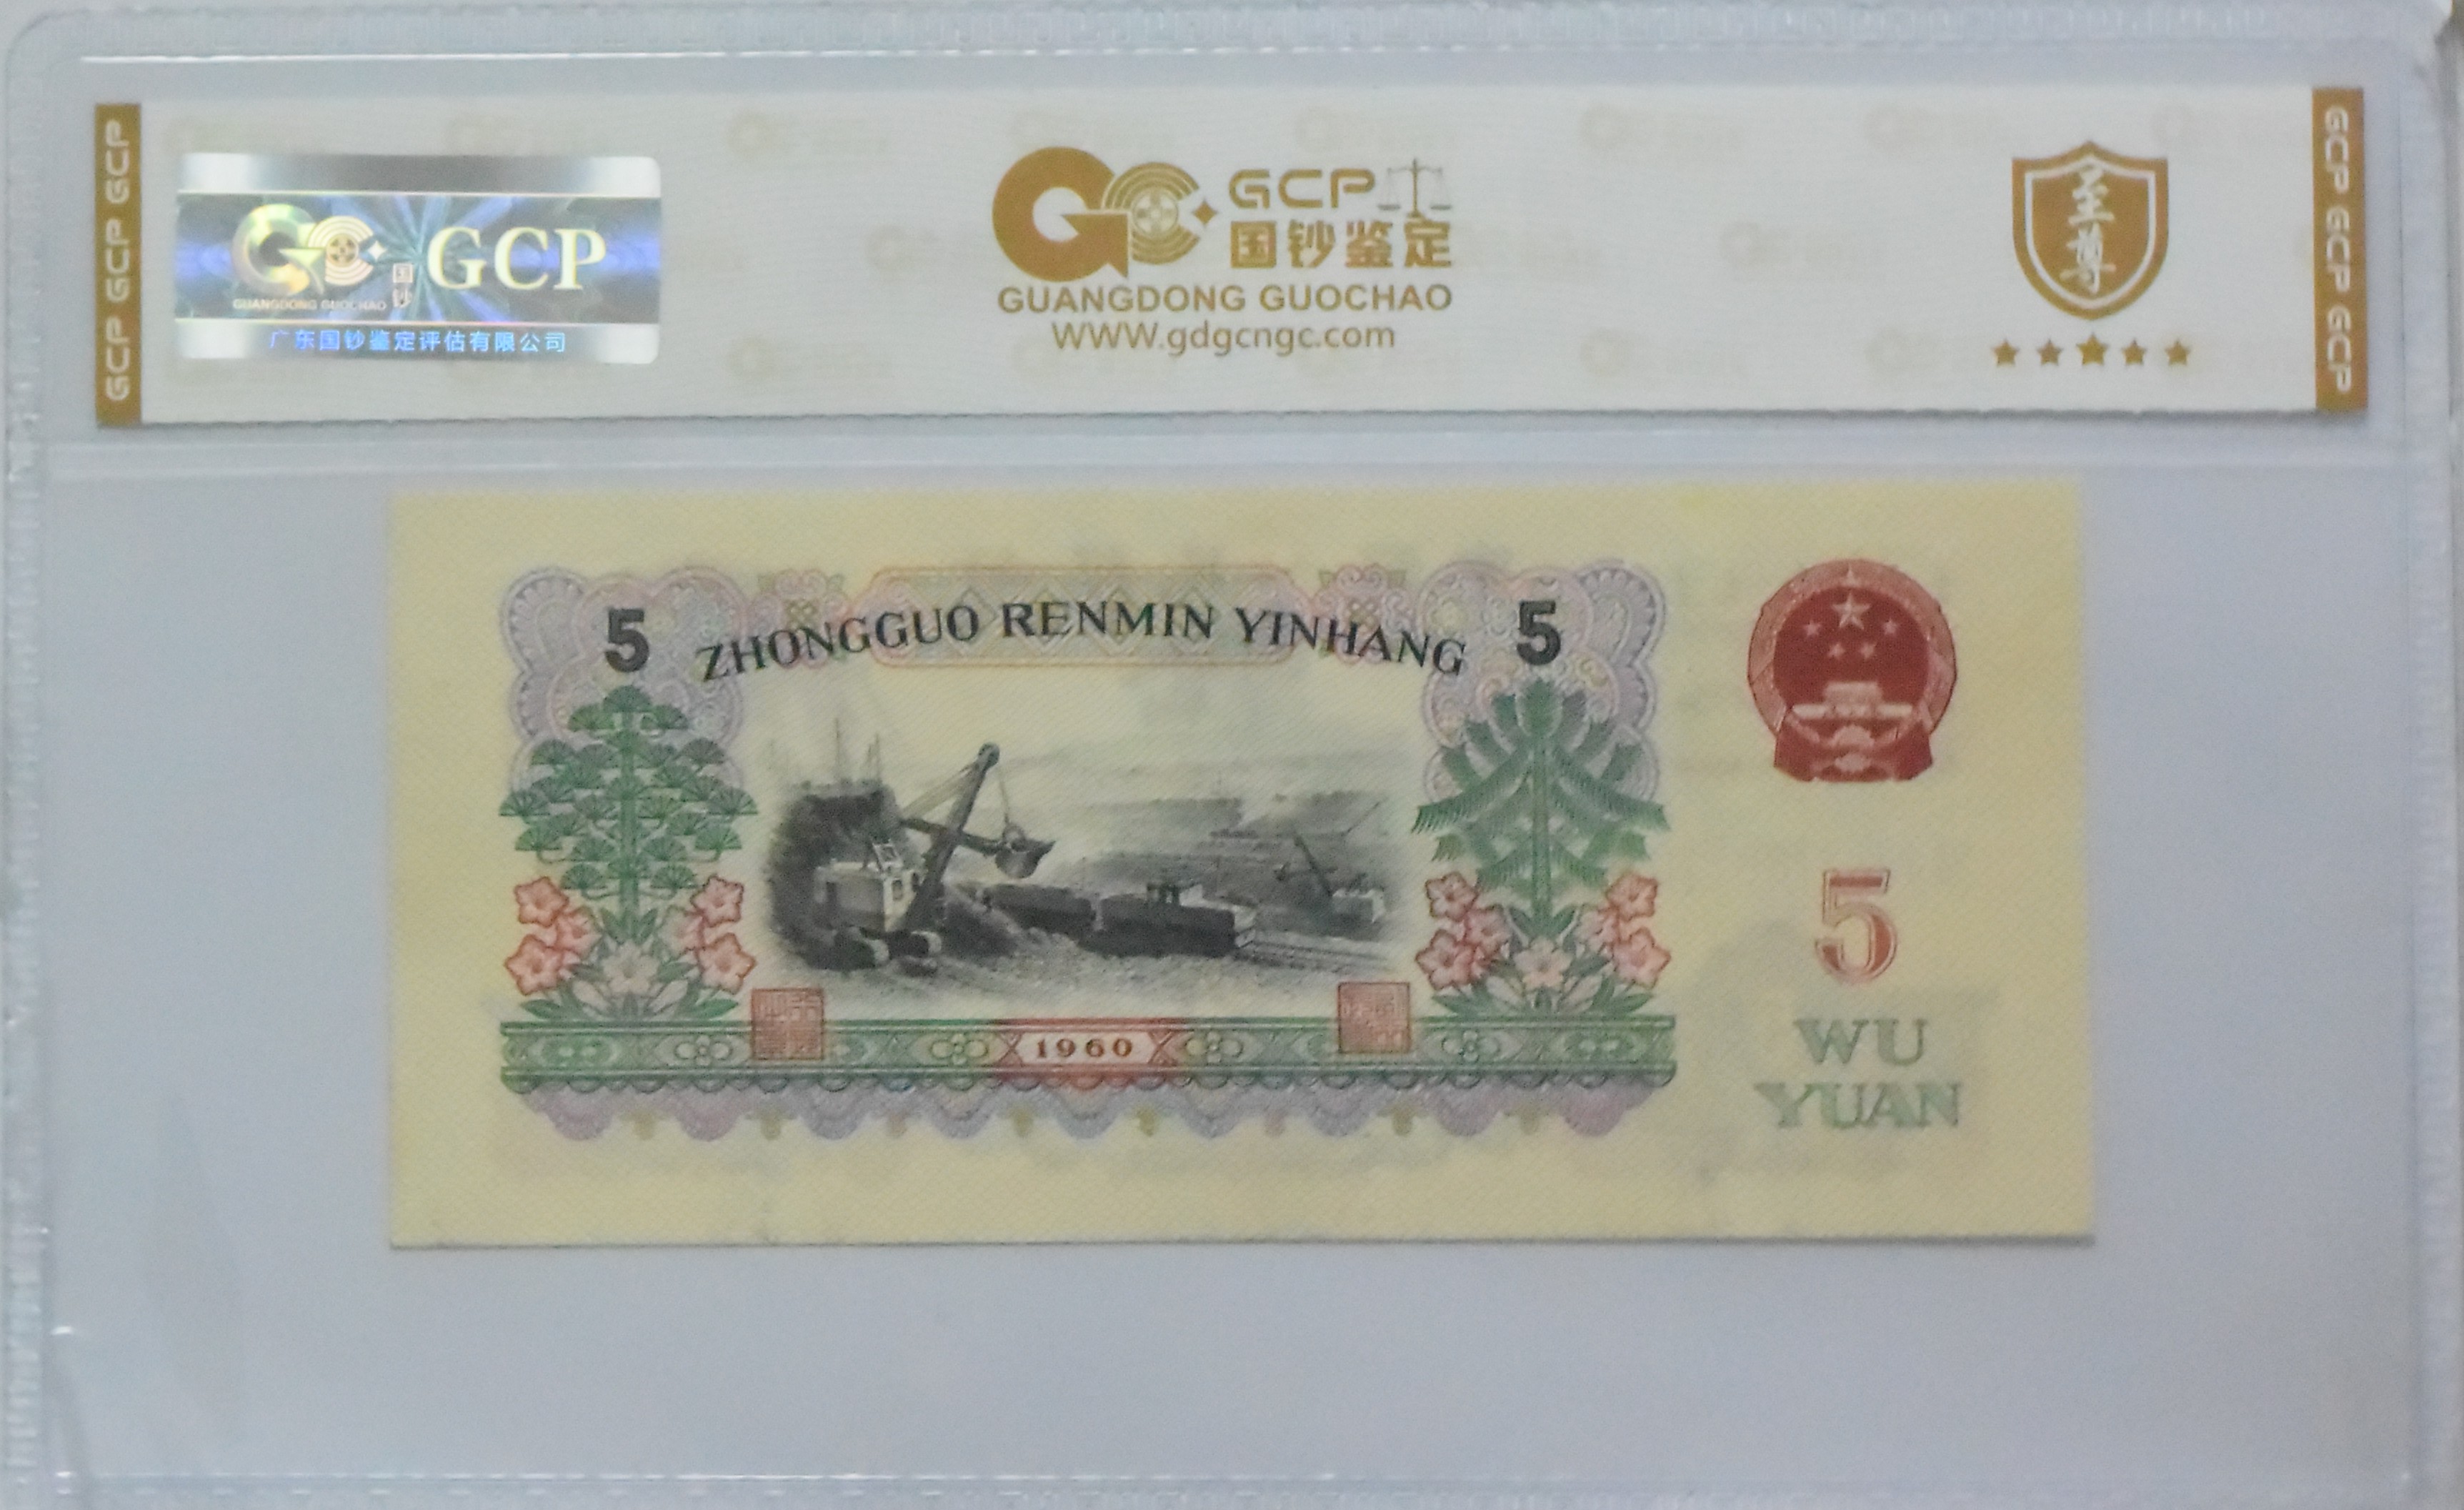 GCP GCP GCP
GUANGDONG GUOCHAO
国钞
GCP
广东国钞鉴定评估有限公司
GCP
国钞鉴定
GUANGDONG GUOCHAO
WWW.gdgcngc.com
至尊
GCP GCP GCP
5
ZHONGGUO RENMIN YINHANG
5
1960
5
WU
YUAN